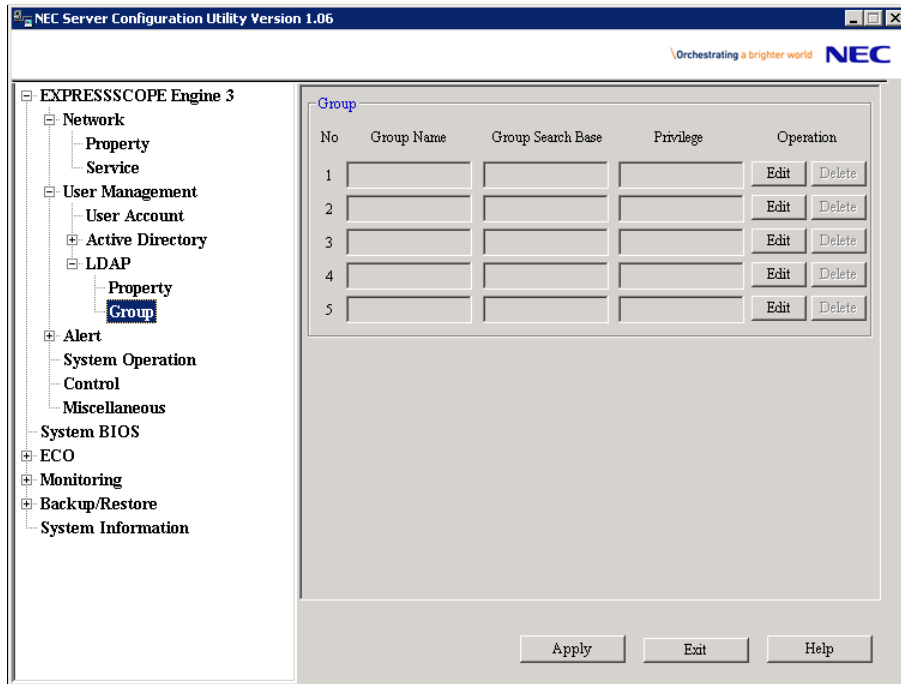 NEC Server Configuration Utility Version 1.06
\Orchestrating a brighter world NEC
EXPRESSSCOPE Engine 3
Network
Property
Service
User Management
User Account
Active Directory
LDAP
Property
Group
Alert
System Operation
Control
Miscellaneous
System BIOS
ECO
Monitoring
Backup/Restore
System Information
Group
No Group Name Group Search Base Privilege Operation
1 Edit Delete
2 Edit Delete
3 Edit Delete
4 Edit Delete
5 Edit Delete
Apply Exit Help